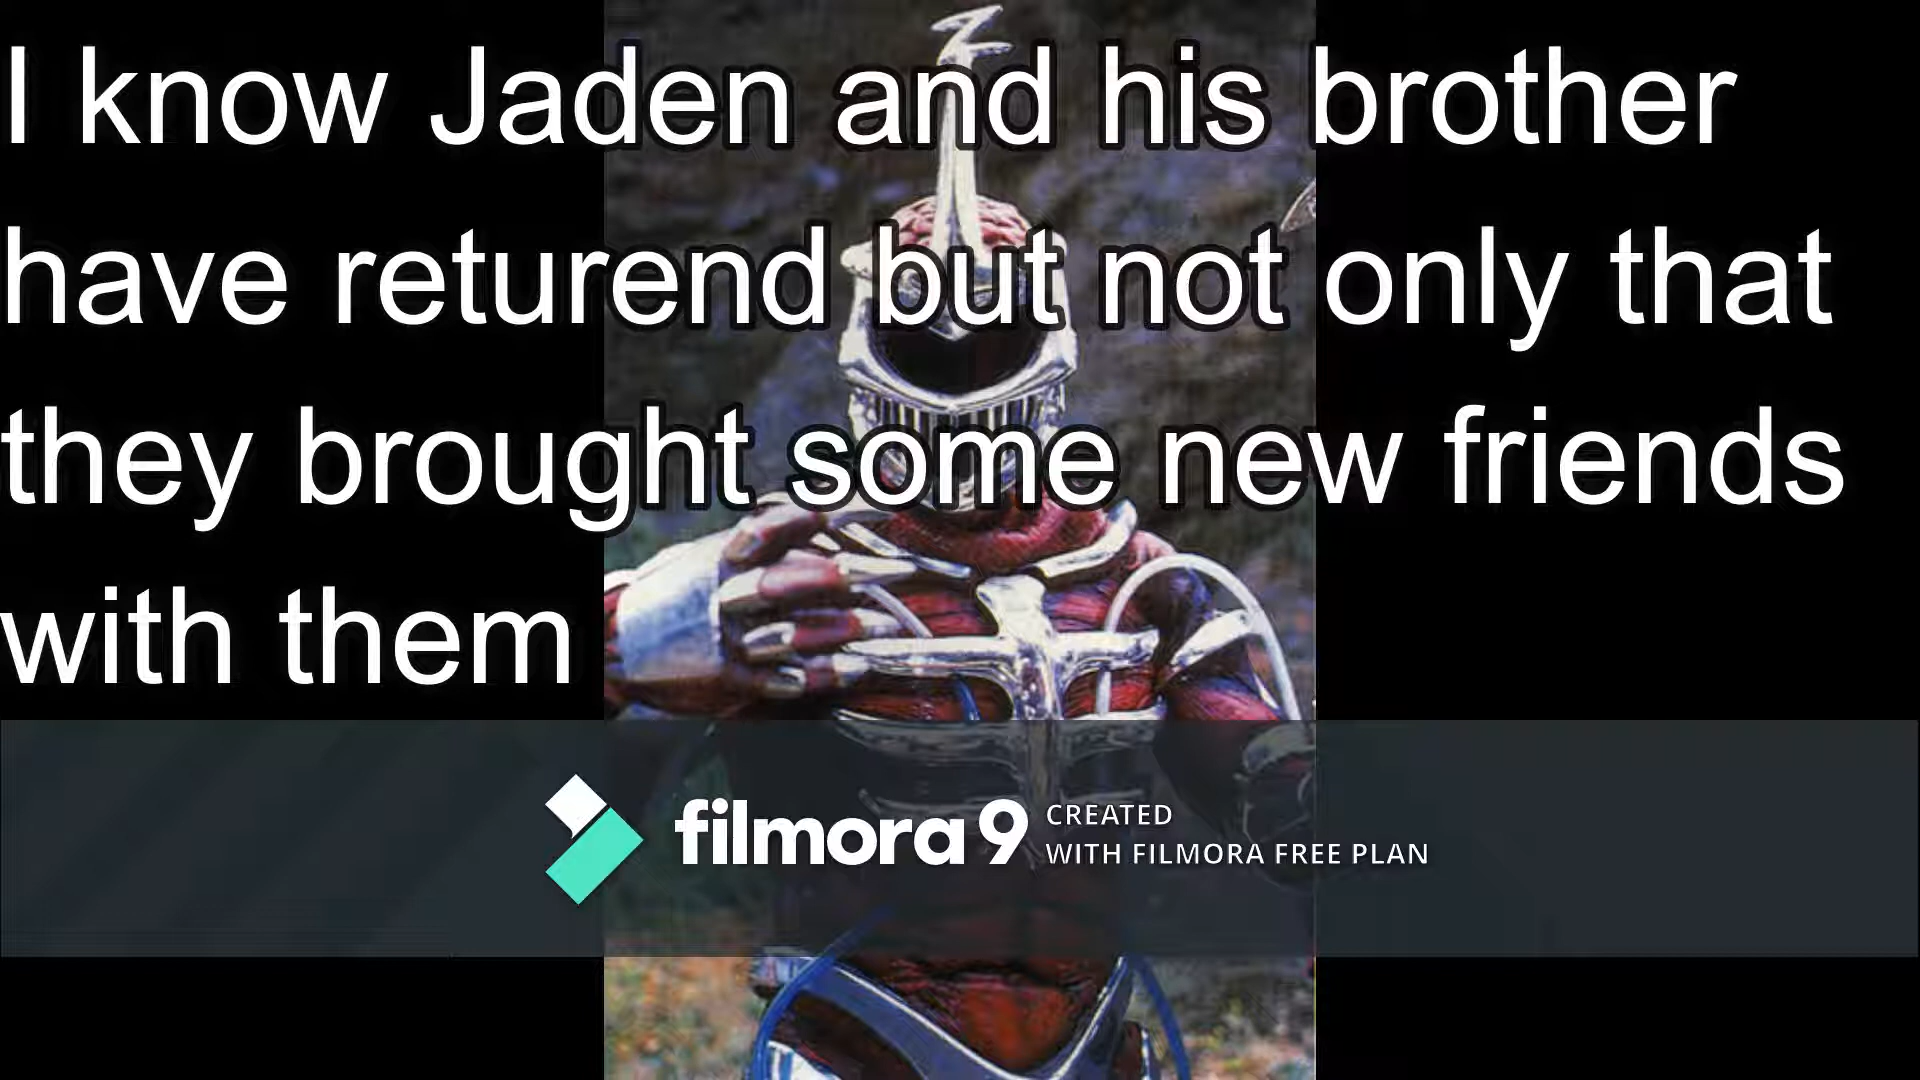 I know Jaden and his brother
have returend but not only that
they brought some new friends
with them
filmora 9 CREATED
WITH FILMORA FREE PLAN